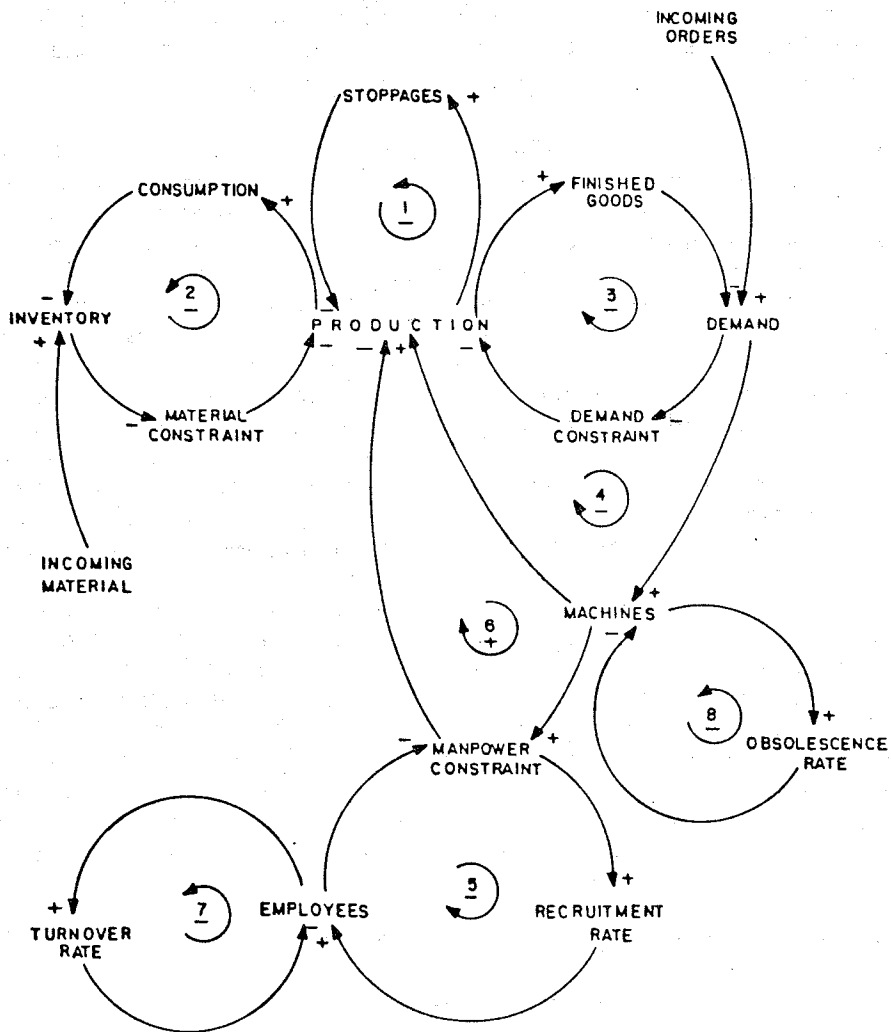 INCOMING
ORDERS
STOPPAGES +
+ FINISHED
GOODS
CONSUMPTION +
1
-
2
-
3
-
- INVENTORY +
- PRODUCTION -
- - +
- + DEMAND
- MATERIAL
CONSTRAINT
DEMAND -
CONSTRAINT
4
-
INCOMING
MATERIAL
MACHINES +
-
6
+
8
-
+
OBSOLESCENCE
RATE
- MANPOWER +
CONSTRAINT
5
-
7
-
+
TURNOVER
RATE
EMPLOYEES
- +
+
RECRUITMENT
RATE